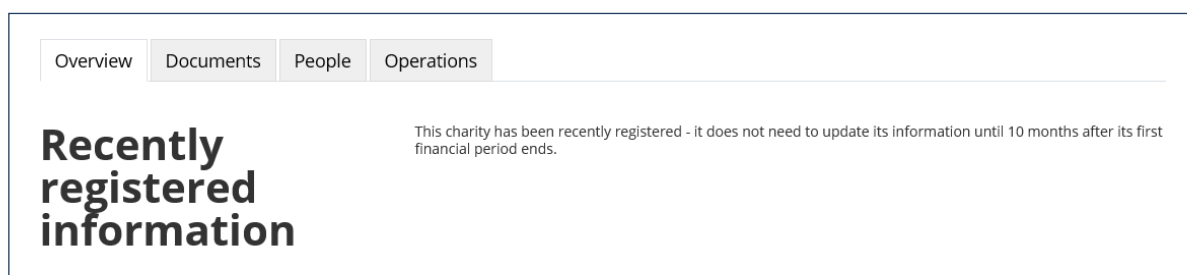 Overview Documents People Operations
Recently
registered
information
This charity has been recently registered - it does not need to update its information until 10 months after its first
financial period ends.